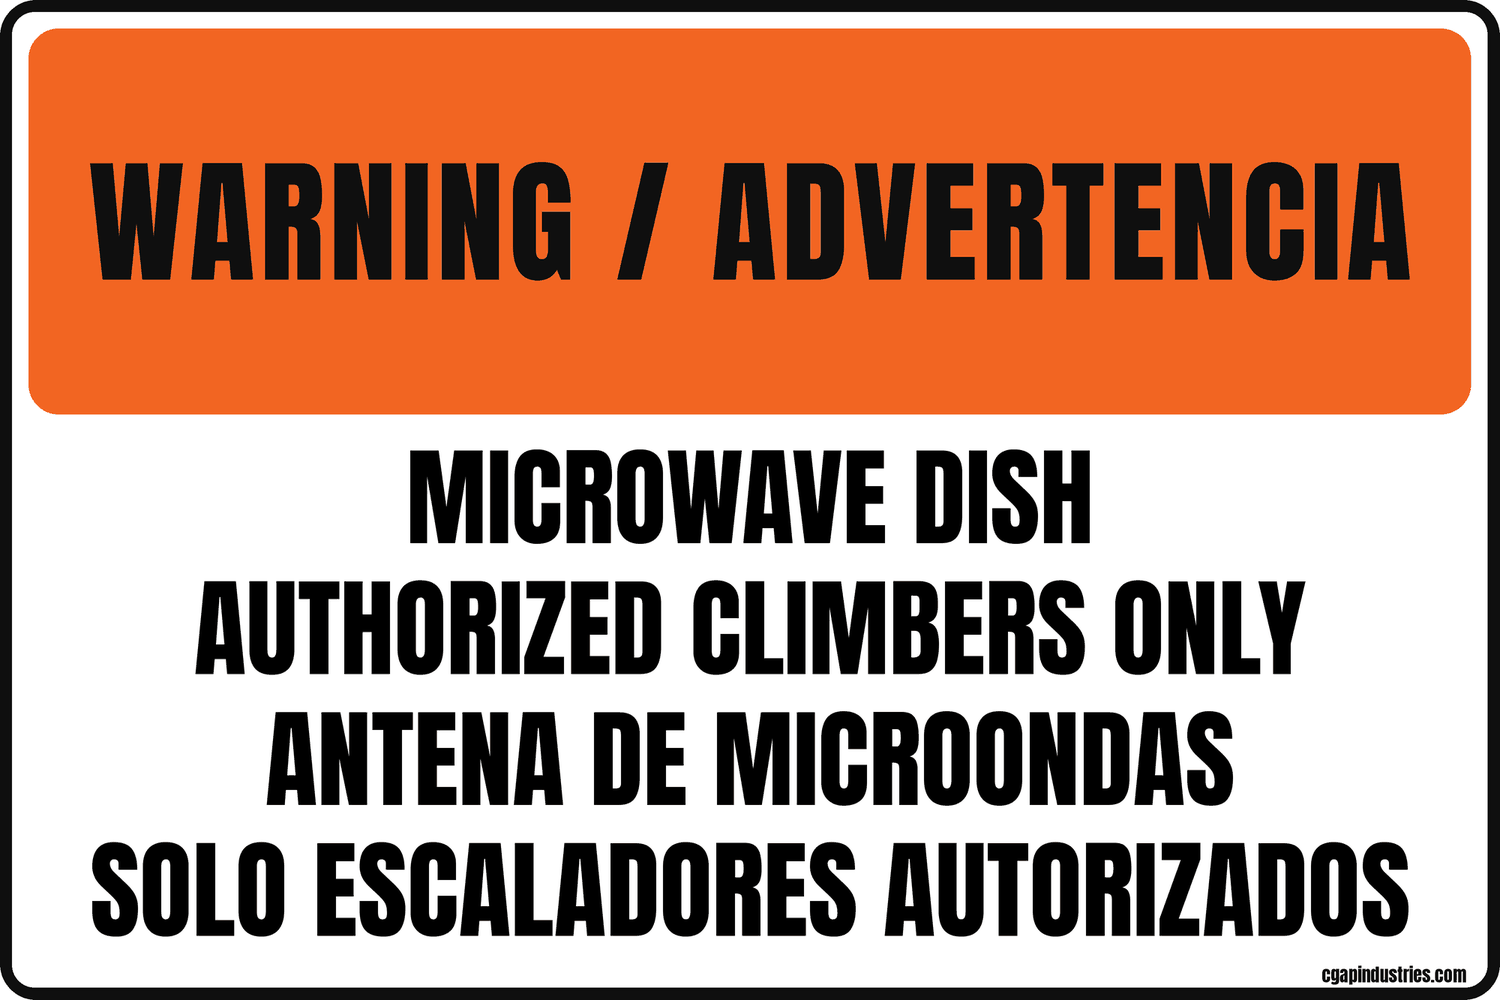 WARNING / ADVERTENCIA
MICROWAVE DISH
AUTHORIZED CLIMBERS ONLY
ANTENA DE MICROONDAS
SOLO ESCALADORES AUTORIZADOS
cgapindustries.com